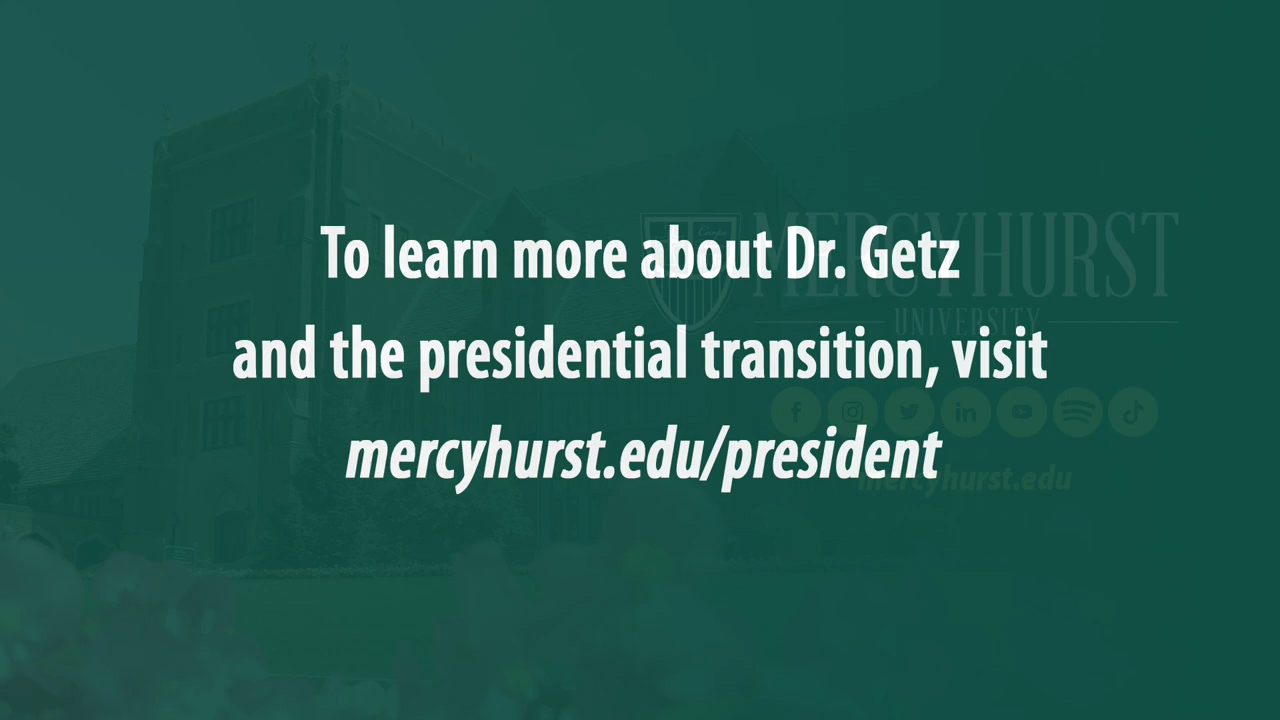 To learn more about Dr. Getz
and the presidential transition, visit
mercyhurst.edu/president
MERCYHURST
UNIVERSITY
mercyhurst.edu